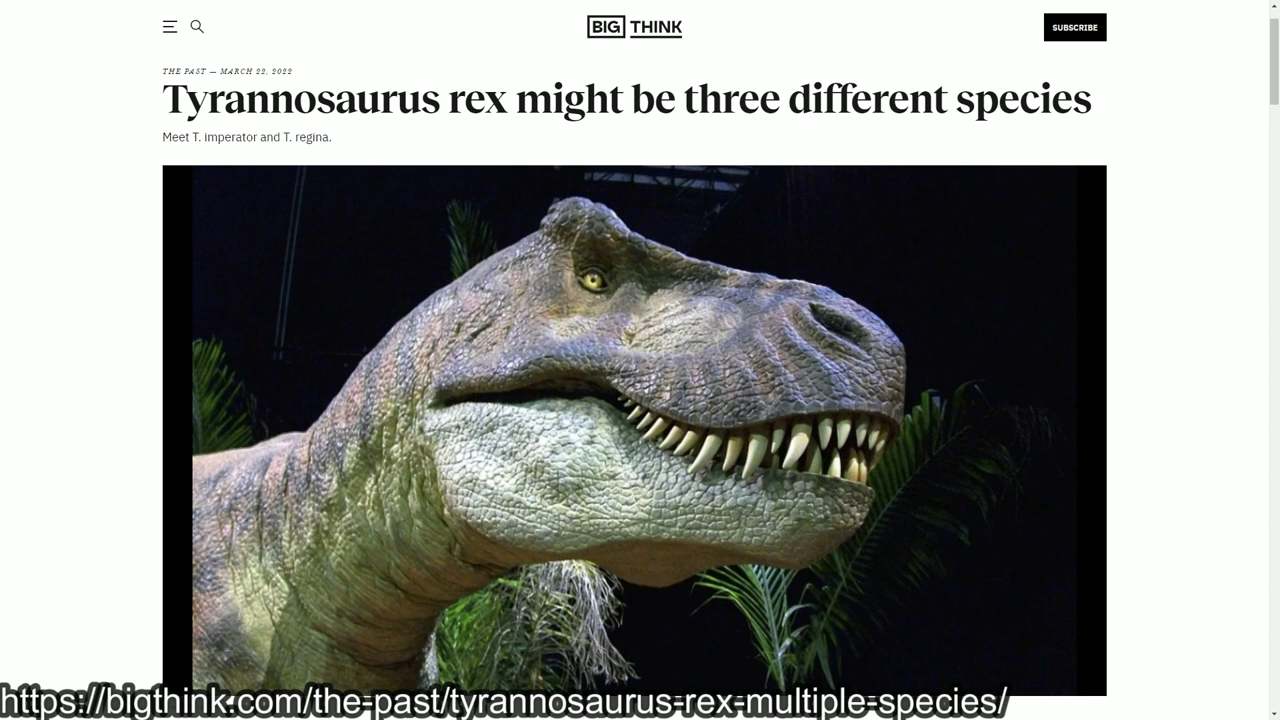 BIG THINK
SUBSCRIBE
THE PAST — MARCH 22, 2022
Tyrannosaurus rex might be three different species
Meet T. imperator and T. regina.
https://bigthink.com/the-past/tyrannosaurus-rex-multiple-species/